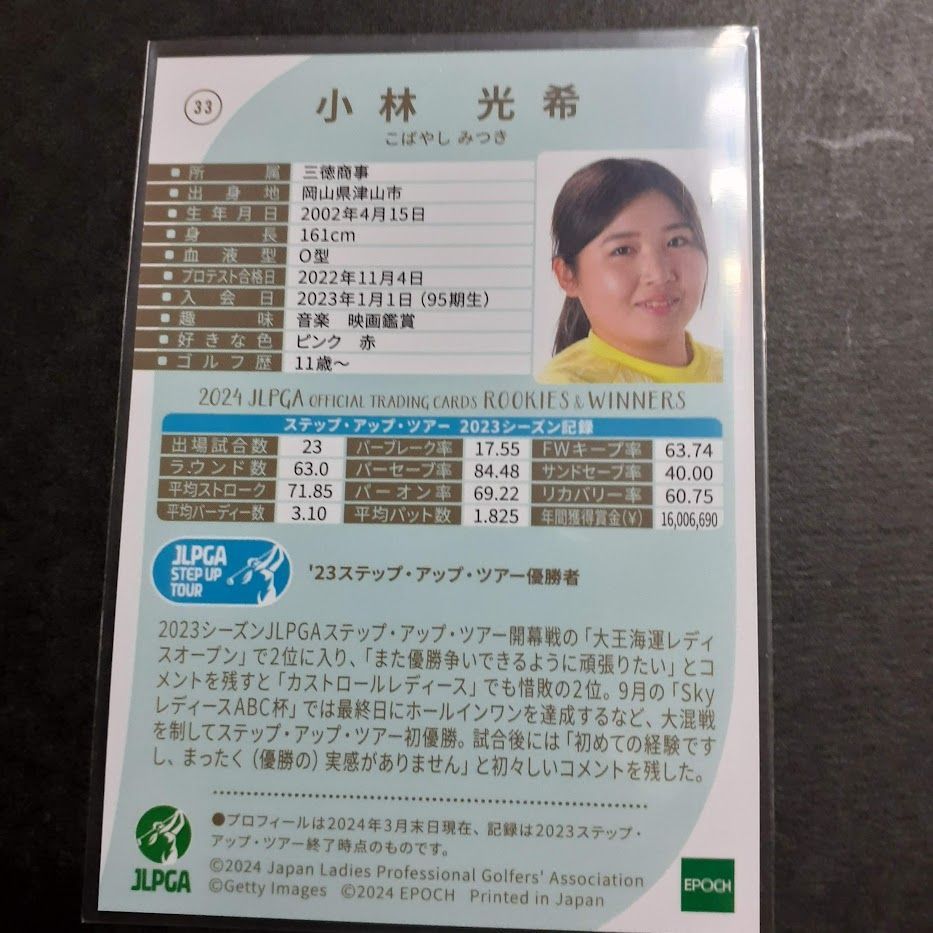 33
小林 光希
こばやし みつき
所属 三徳商事
出身地 岡山県津山市
生年月日 2002年4月15日
身長 161cm
血液型 O型
プロテスト合格日 2022年11月4日
入会日 2023年1月1日（95期生）
趣味 音楽 映画鑑賞
好きな色 ピンク 赤
ゴルフ歴 11歳～
2024 JLPGA OFFICIAL TRADING CARDS ROOKIES & WINNERS
ステップ・アップ・ツアー 2023シーズン記録
出場試合数 23 パーブレーク率 17.55 FWキープ率 63.74
ラウンド数 63.0 パーセーブ率 84.48 サンドセーブ率 40.00
平均ストローク 71.85 パーオン率 69.22 リカバリー率 60.75
平均バーディー数 3.10 平均パット数 1.825 年間獲得賞金(¥) 16,006,690
JLPGA
STEP UP
TOUR
'23ステップ・アップ・ツアー優勝者
2023シーズンJLPGAステップ・アップ・ツアー開幕戦の「大王海運レディ
スオープン」で2位に入り、「また優勝争いできるように頑張りたい」とコ
メントを残すと「カストロールレディース」でも惜敗の2位。9月の「Sky
レディースABC杯」では最終日にホールインワンを達成するなど、大混戦
を制してステップ・アップ・ツアー初優勝。試合後には「初めての経験です
し、まったく（優勝の）実感がありません」と初々しいコメントを残した。
●プロフィールは2024年3月末日現在、記録は2023ステップ・
アップ・ツアー終了時点のものです。
©2024 Japan Ladies Professional Golfers' Association
©Getty Images ©2024 EPOCH Printed in Japan
JLPGA
EPOCH